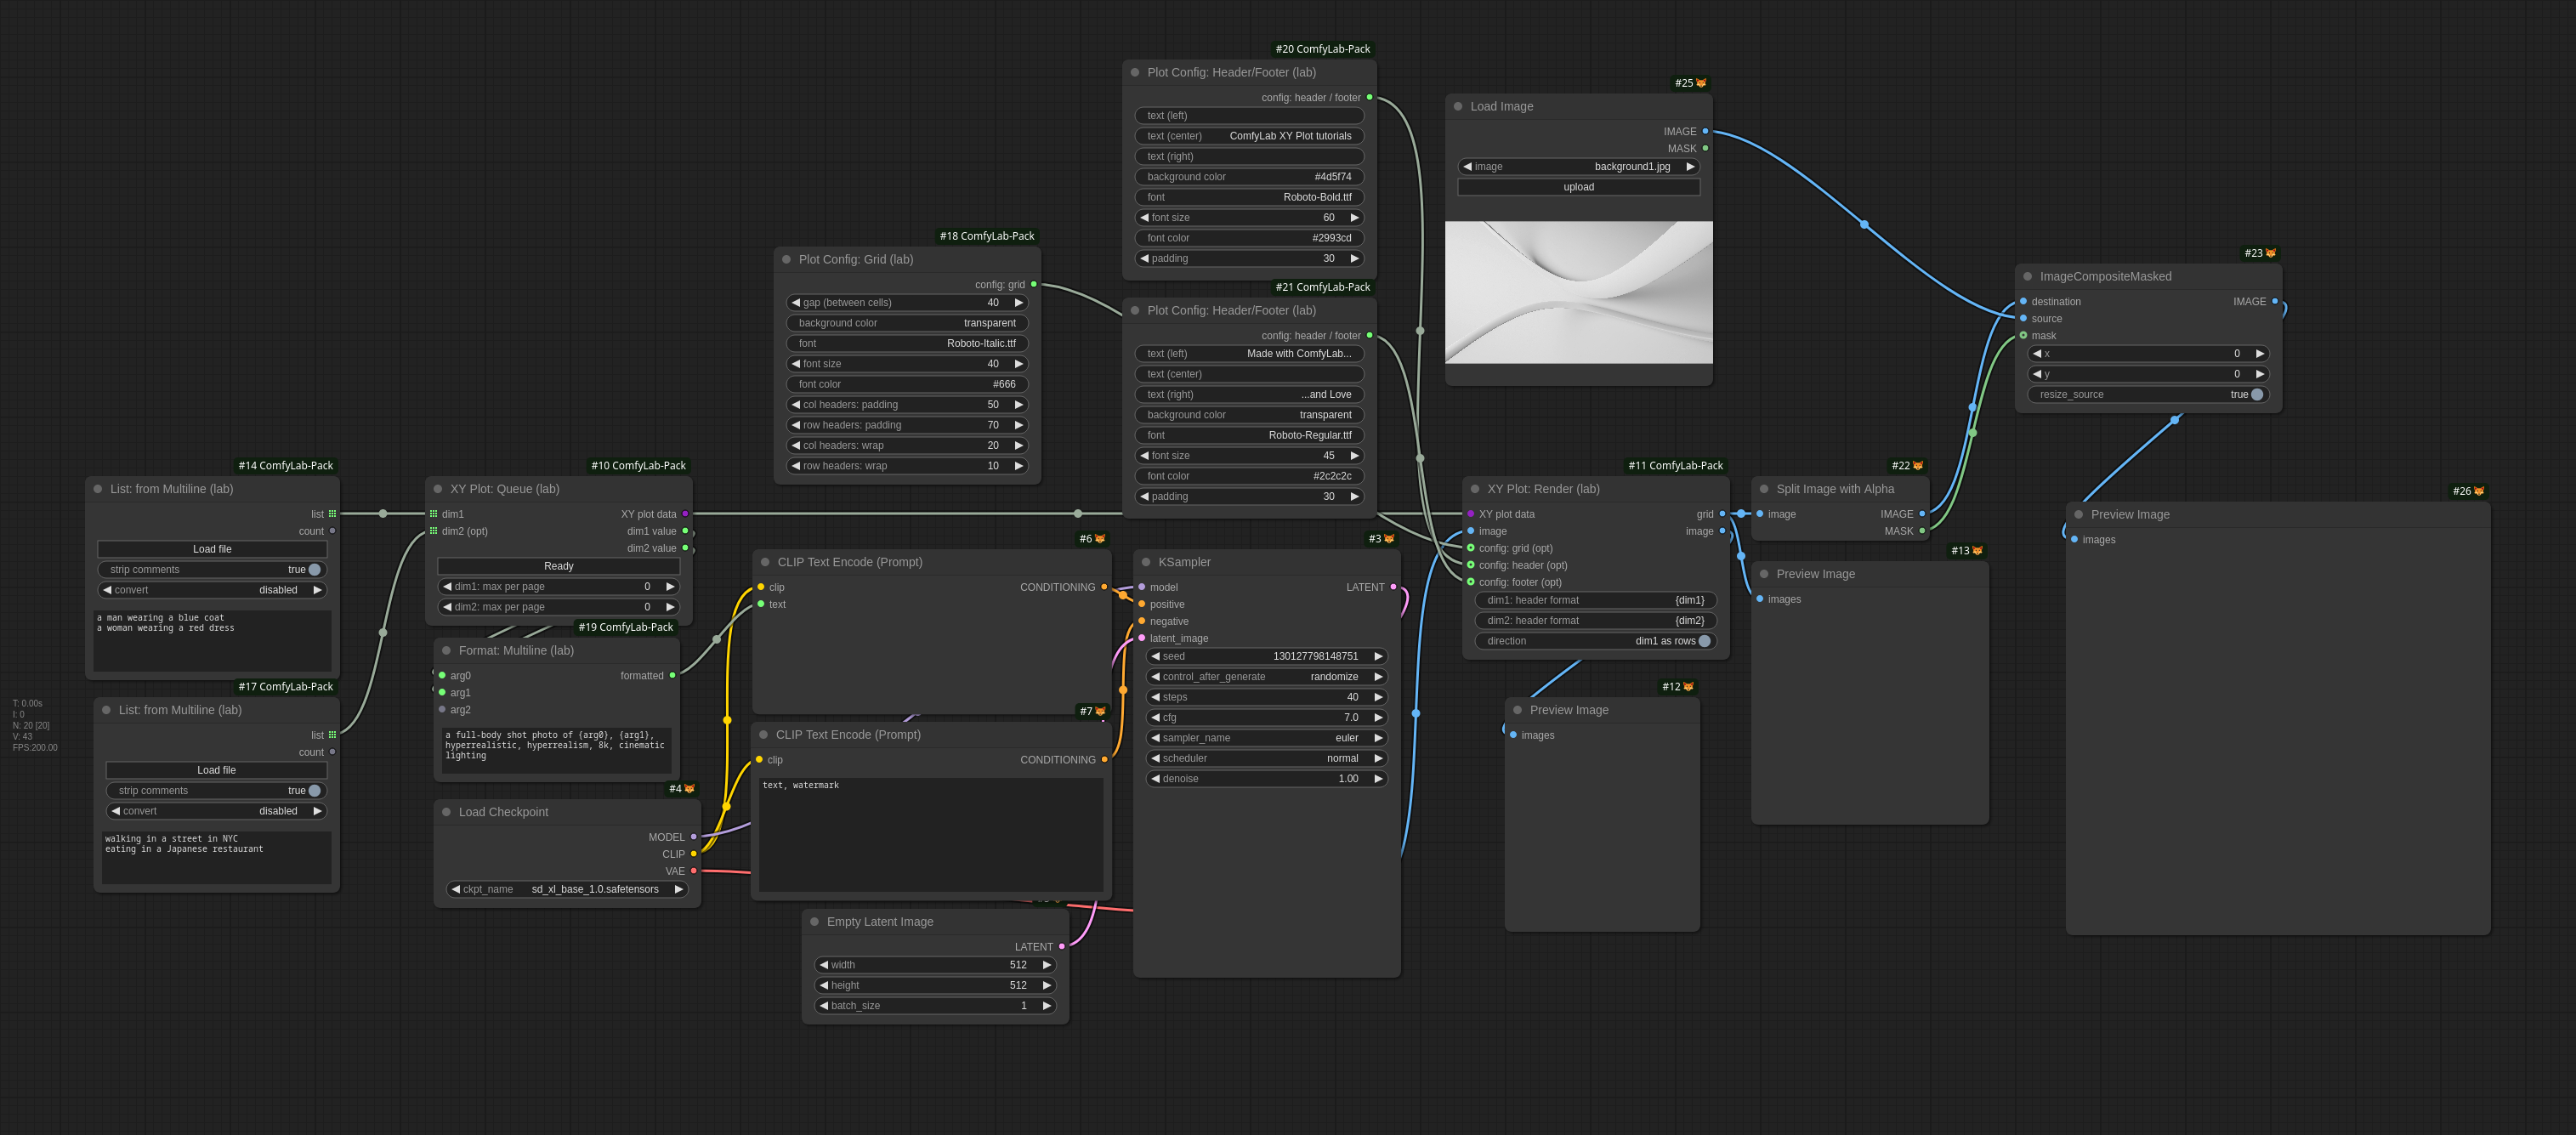 #20 ComfyLab-Pack
Plot Config: Header/Footer (lab)
config: header / footer
text (left)
text (center) ComfyLab XY Plot tutorials
text (right)
background color #4d5f74
font Roboto-Bold.ttf
font size 60
font color #2993cd
padding 30
#25
Load Image
IMAGE
MASK
image background1.jpg
upload
#18 ComfyLab-Pack
Plot Config: Grid (lab)
config: grid
gap (between cells) 40
background color transparent
font Roboto-Italic.ttf
font size 40
font color #666
col headers: padding 50
row headers: padding 70
col headers: wrap 20
row headers: wrap 10
#21 ComfyLab-Pack
Plot Config: Header/Footer (lab)
config: header / footer
text (left) Made with ComfyLab...
text (center)
text (right) ...and Love
background color transparent
font Roboto-Regular.ttf
font size 45
font color #2c2c2c
padding 30
#23
ImageCompositeMasked
destination IMAGE
source
mask
x 0
y 0
resize_source true
#14 ComfyLab-Pack
List: from Multiline (lab)
list
count
Load file
strip comments true
convert disabled
a man wearing a blue coat
a woman wearing a red dress
#17 ComfyLab-Pack
List: from Multiline (lab)
list
count
Load file
strip comments true
convert disabled
walking in a street in NYC
eating in a Japanese restaurant
T: 0.00s
I: 0
N: 20 [20]
V: 43
FPS:200.00
#10 ComfyLab-Pack
XY Plot: Queue (lab)
dim1 XY plot data
dim2 (opt) dim1 value
dim2 value
Ready
dim1: max per page 0
dim2: max per page 0
#19 ComfyLab-Pack
Format: Multiline (lab)
arg0 formatted
arg1
arg2
a full-body shot photo of {arg0}, {arg1},
hyperrealistic, hyperrealism, 8k, cinematic
lighting
#4
Load Checkpoint
MODEL
CLIP
VAE
ckpt_name sd_xl_base_1.0.safetensors
#6
CLIP Text Encode (Prompt)
clip CONDITIONING
text
#7
CLIP Text Encode (Prompt)
clip CONDITIONING
text, watermark
Empty Latent Image
LATENT
width 512
height 512
batch_size 1
#3
KSampler
model LATENT
positive
negative
latent_image
seed 130127798148751
control_after_generate randomize
steps 40
cfg 7.0
sampler_name euler
scheduler normal
denoise 1.00
#11 ComfyLab-Pack
XY Plot: Render (lab)
XY plot data grid
image image
config: grid (opt)
config: header (opt)
config: footer (opt)
dim1: header format {dim1}
dim2: header format {dim2}
direction dim1 as rows
#12
Preview Image
images
#22
Split Image with Alpha
image IMAGE
MASK
#13
Preview Image
images
#26
Preview Image
images